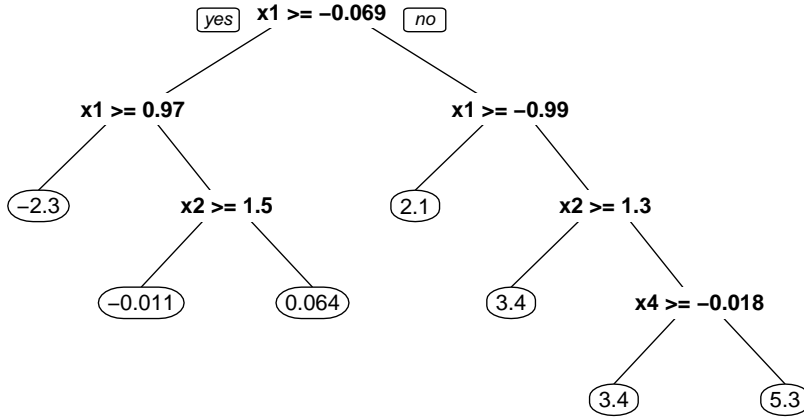 yes x1 >= −0.069 no
x1 >= 0.97 x1 >= −0.99
−2.3 x2 >= 1.5 2.1 x2 >= 1.3
−0.011 0.064 3.4 x4 >= −0.018
3.4 5.3